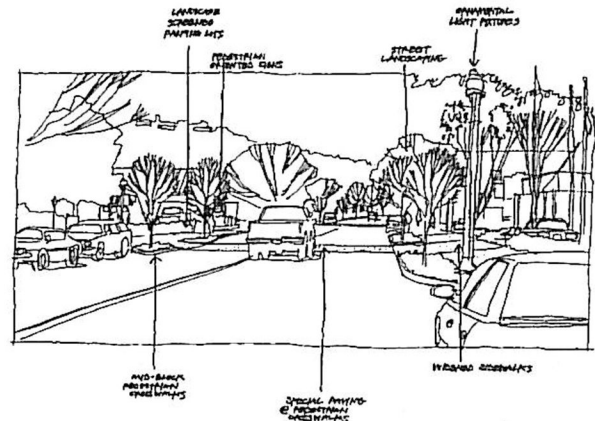 LANDSCAPE
SCREENED
PARKING LOTS
PEDESTRIAN
ORIENTED SIGNS
STREET
LANDSCAPING
ORNAMENTAL
LIGHT FIXTURES
MID-BLOCK
PEDESTRIAN
CROSSWALKS
SPECIAL PAVING
@ PEDESTRIAN
CROSSWALKS
WIDENED SIDEWALKS